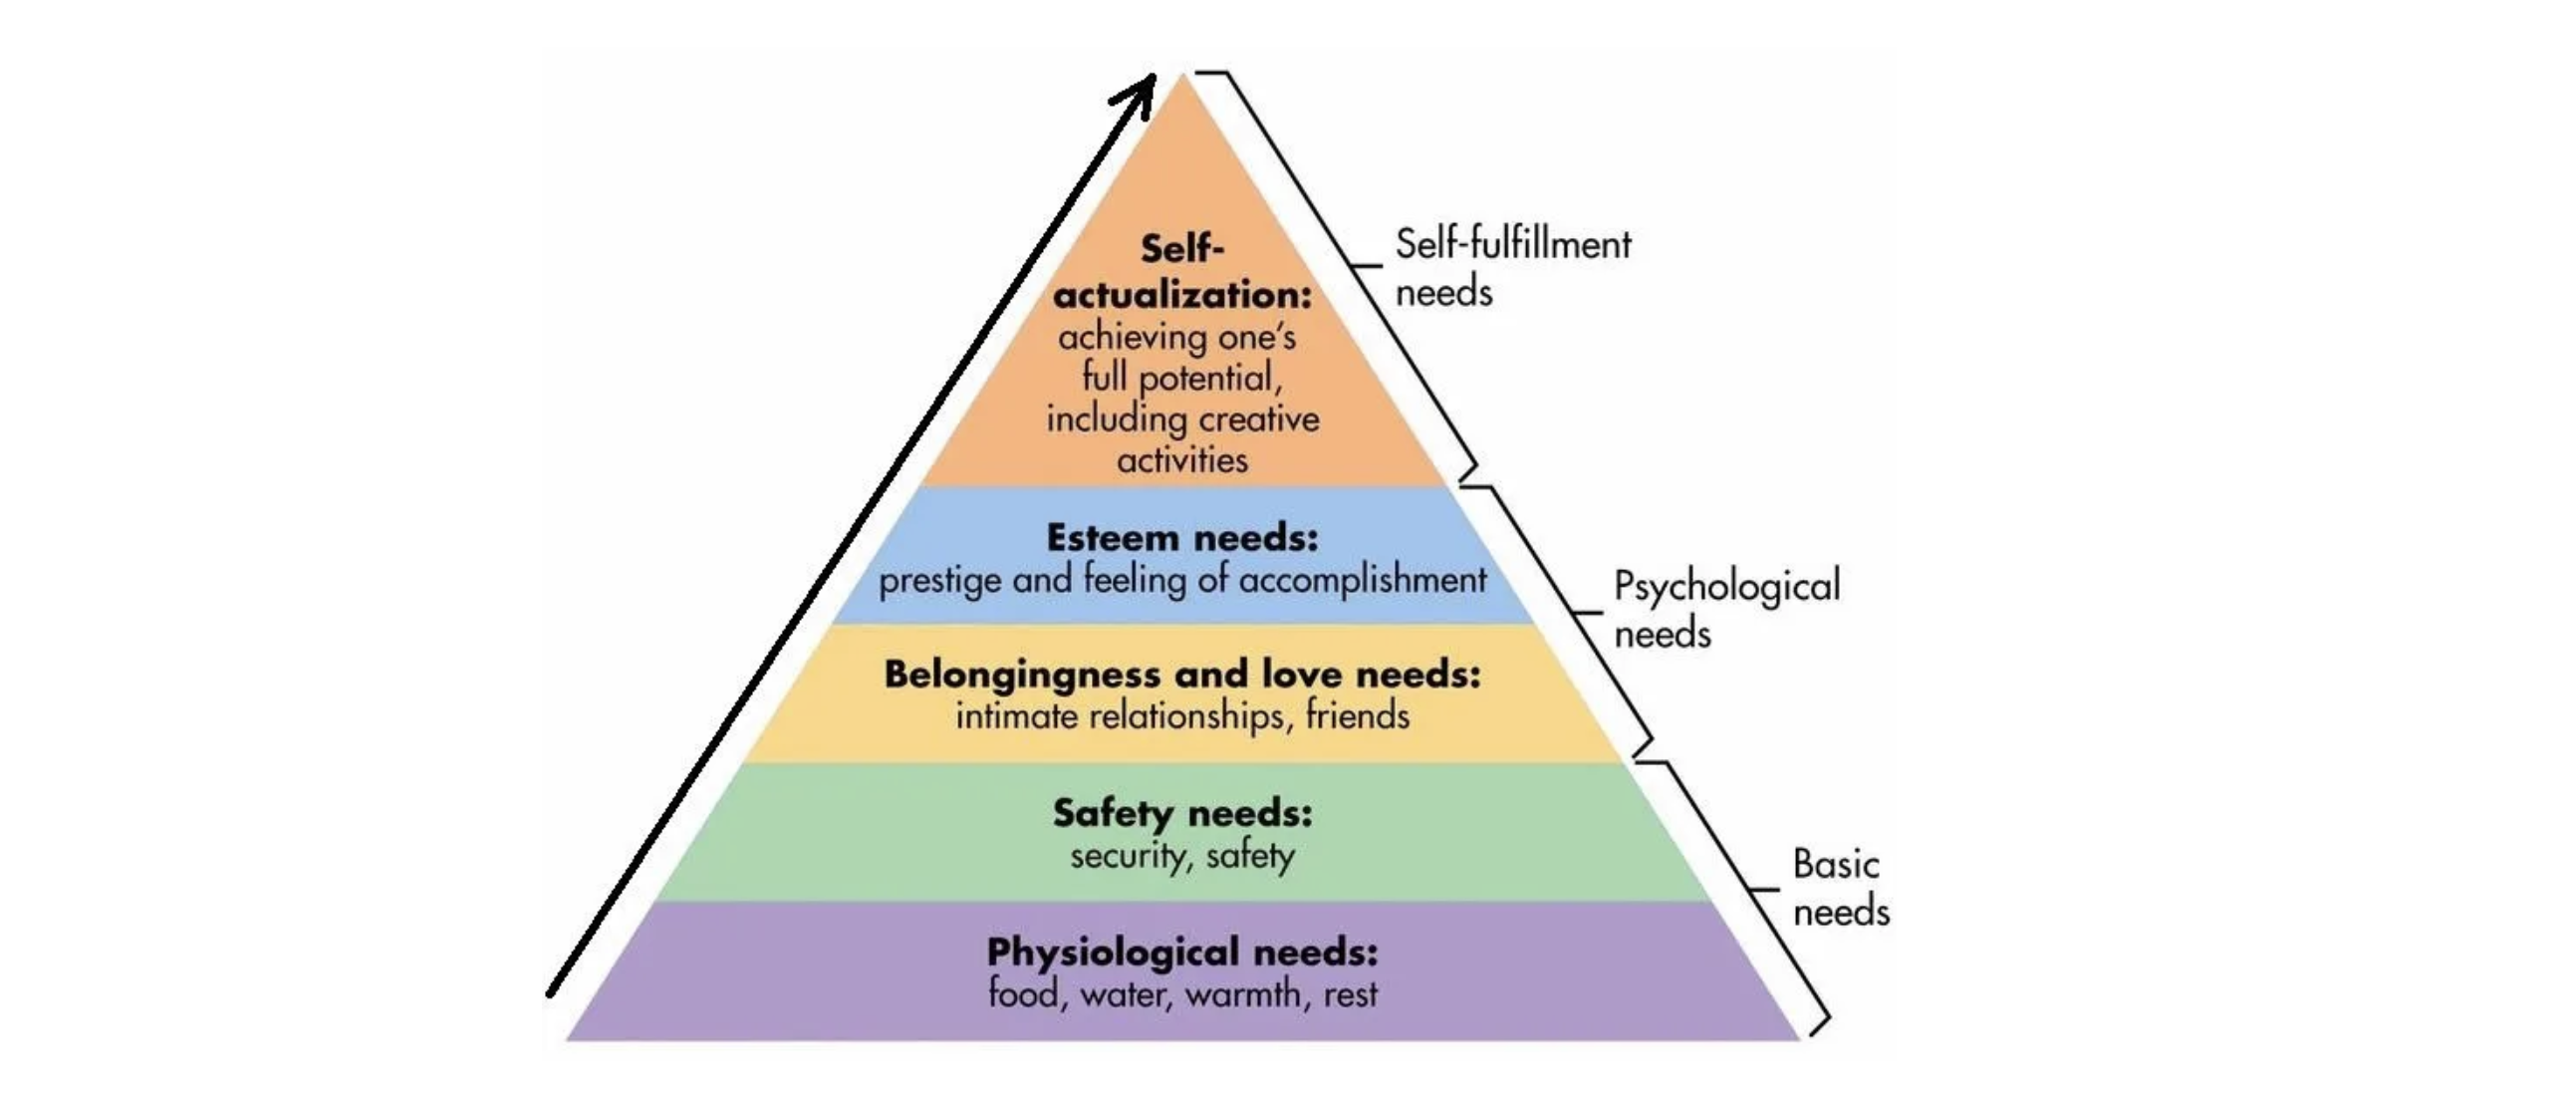 Self-
actualization:
achieving one's
full potential,
including creative
activities
Self-fulfillment
needs
Esteem needs:
prestige and feeling of accomplishment
Psychological
needs
Belongingness and love needs:
intimate relationships, friends
Safety needs:
security, safety
Basic
needs
Physiological needs:
food, water, warmth, rest